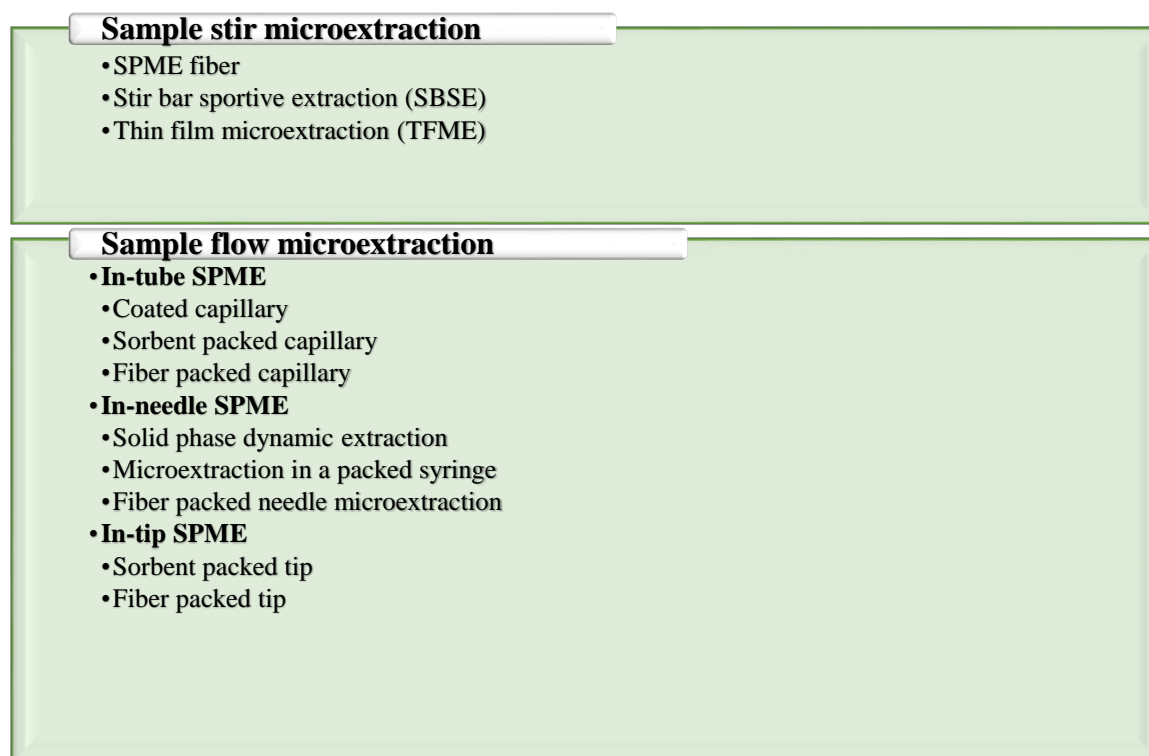 Sample stir microextraction
•SPME fiber
•Stir bar sportive extraction (SBSE)
•Thin film microextraction (TFME)
Sample flow microextraction
•In-tube SPME
•Coated capillary
•Sorbent packed capillary
•Fiber packed capillary
•In-needle SPME
•Solid phase dynamic extraction
•Microextraction in a packed syringe
•Fiber packed needle microextraction
•In-tip SPME
•Sorbent packed tip
•Fiber packed tip